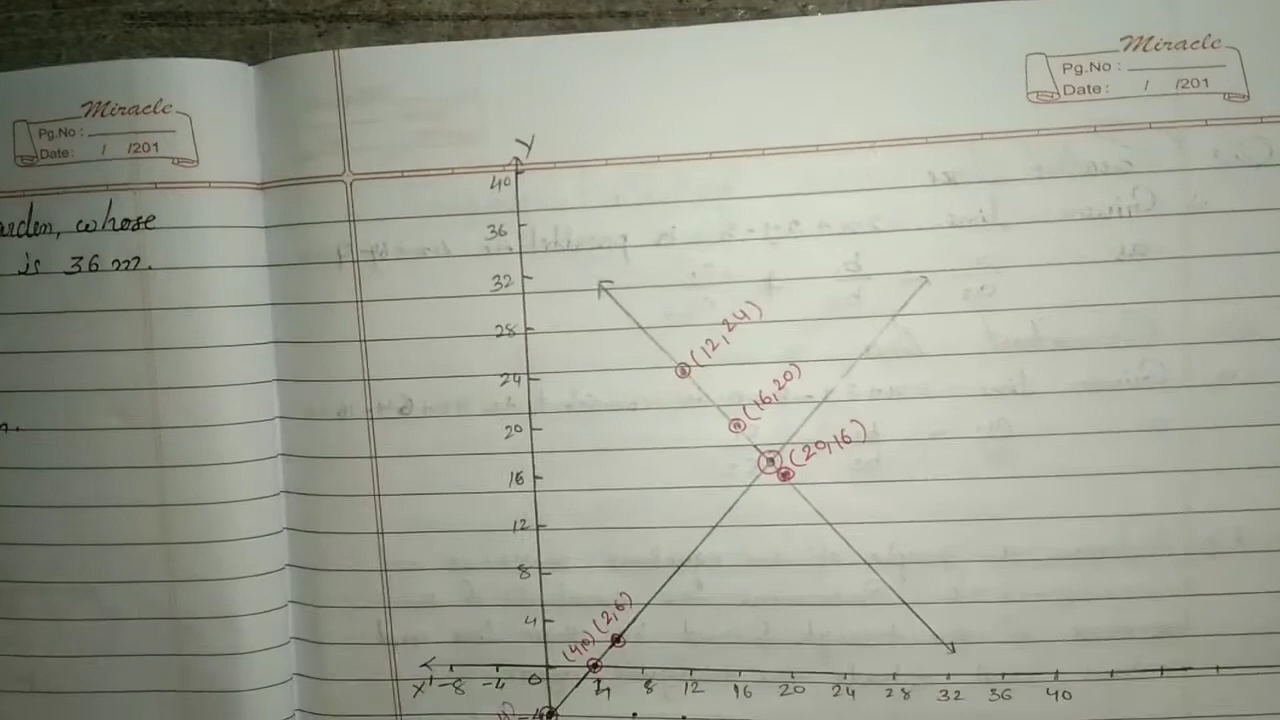 Miracle
Pg.No :
Date: / /201
arden, whose
is 36 m.
Miracle
Pg.No :
Date: / /201
Y
40
36
32
28
24
20
16
12
8
4
(12,24)
(16,20)
(20,16)
(4,0) (2,6)
X' -8 -4 0 4 8 12 16 20 24 28 32 36 40